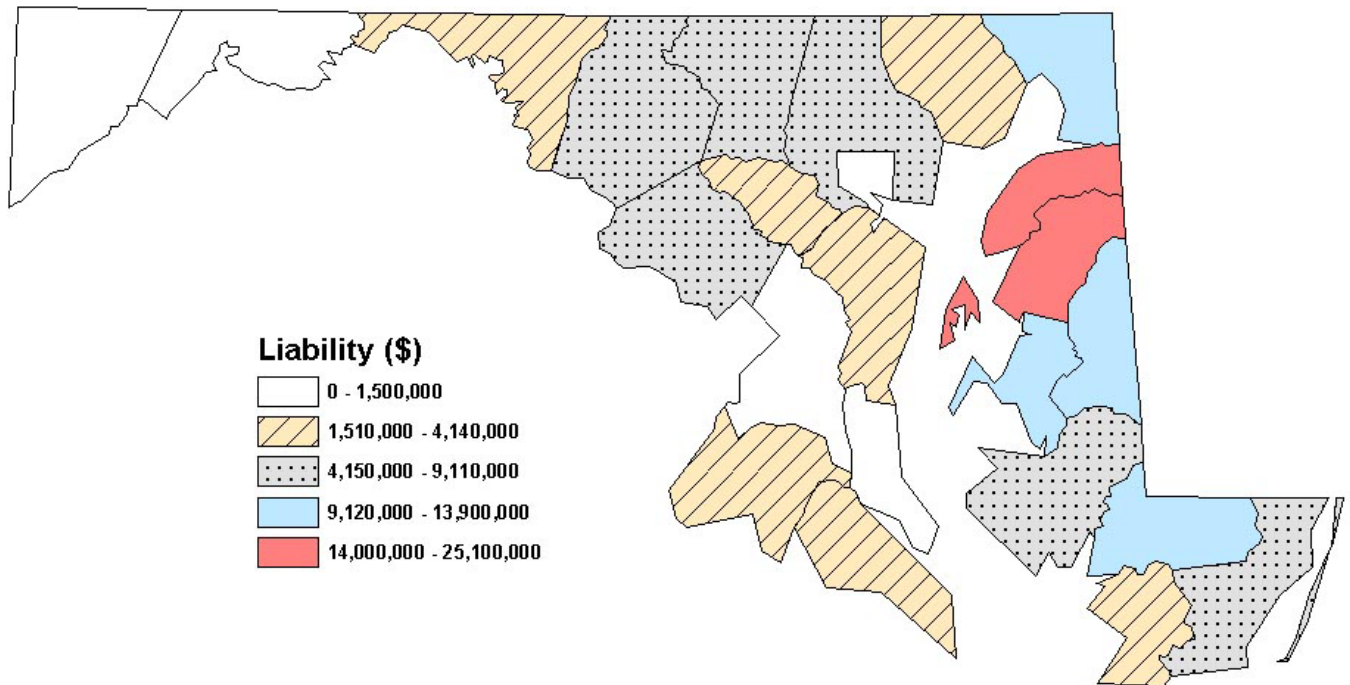 Liability ($)
0 - 1,500,000
1,510,000 - 4,140,000
4,150,000 - 9,110,000
9,120,000 - 13,900,000
14,000,000 - 25,100,000